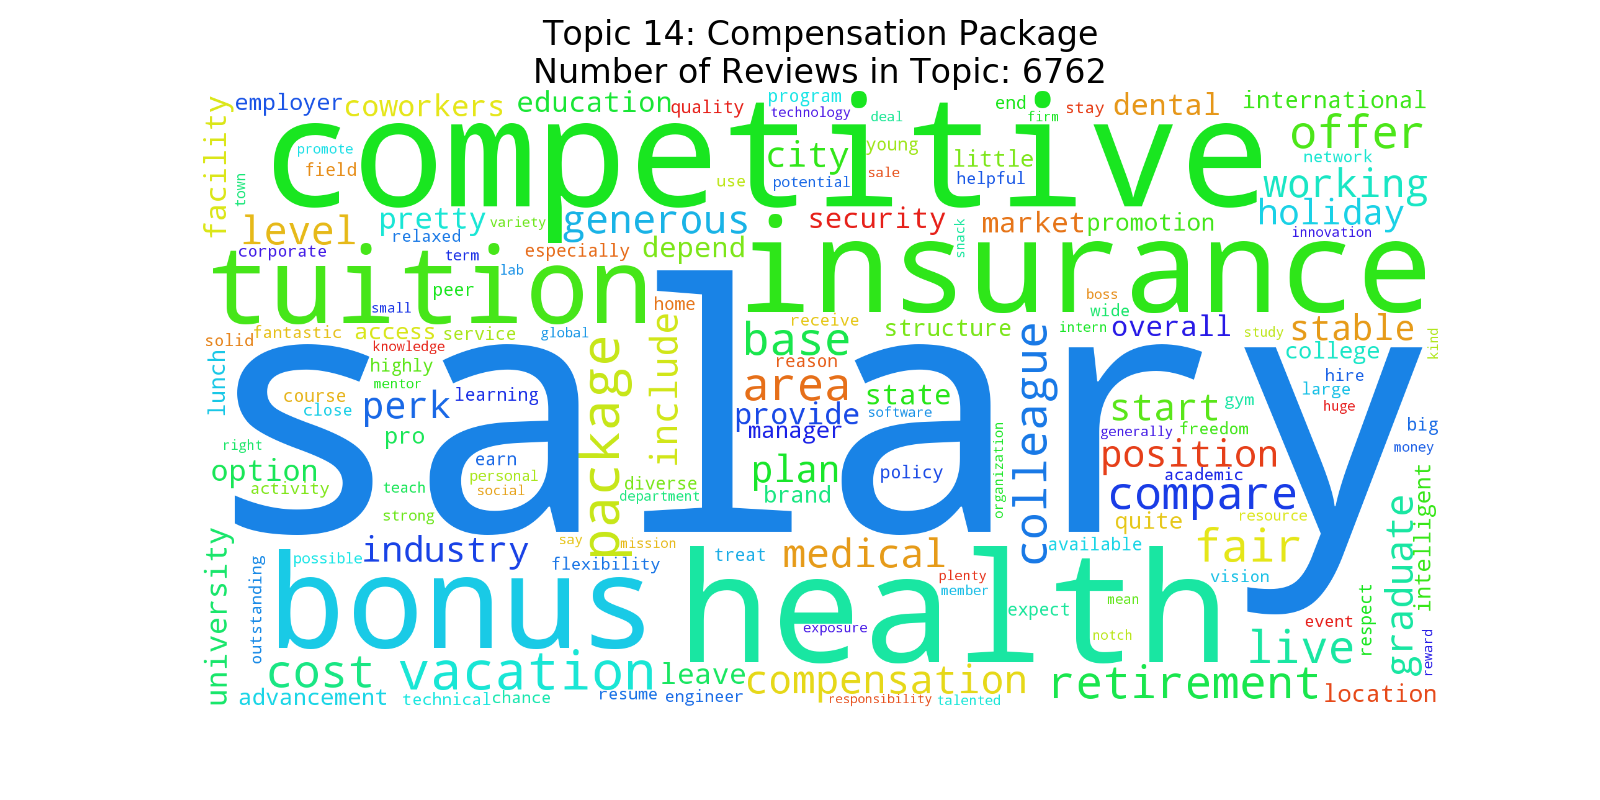 Topic 14: Compensation Package
Number of Reviews in Topic: 6762
employer
coworkers
education
quality
program
technology
deal
end
firm
stay
dental
international
facility
competitive
offer
promote
field
town
city
young
little
use
potential
sale
helpful
network
working
level
pretty
variety
generous
security
market
promotion
holiday
relaxed
corporate
term
especially
depend
snack
innovation
tuition
lab
insurance
peer
small
home
boss
wide
solid
fantastic
access
service
global
receive
structure
intern
overall
study
stable
kind
knowledge
salary
lunch
highly
mentor
package
include
base
reason
colleague
college
hire
course
close
perk
learning
area
state
start
gym
large
huge
pro
provide
manager
software
generally
freedom
big
right
option
earn
personal
plan
policy
organization
position
money
activity
teach
social
diverse
department
brand
academic
compare
graduate
intelligent
strong
quite
resource
university
outstanding
possible
industry
say
mission
flexibility
treat
medical
available
fair
vision
bonus
health
plenty
member
expect
mean
respect
exposure
notch
event
reward
live
cost
vacation
leave
compensation
retirement
location
advancement
technical
chance
resume
engineer
responsibility
talented